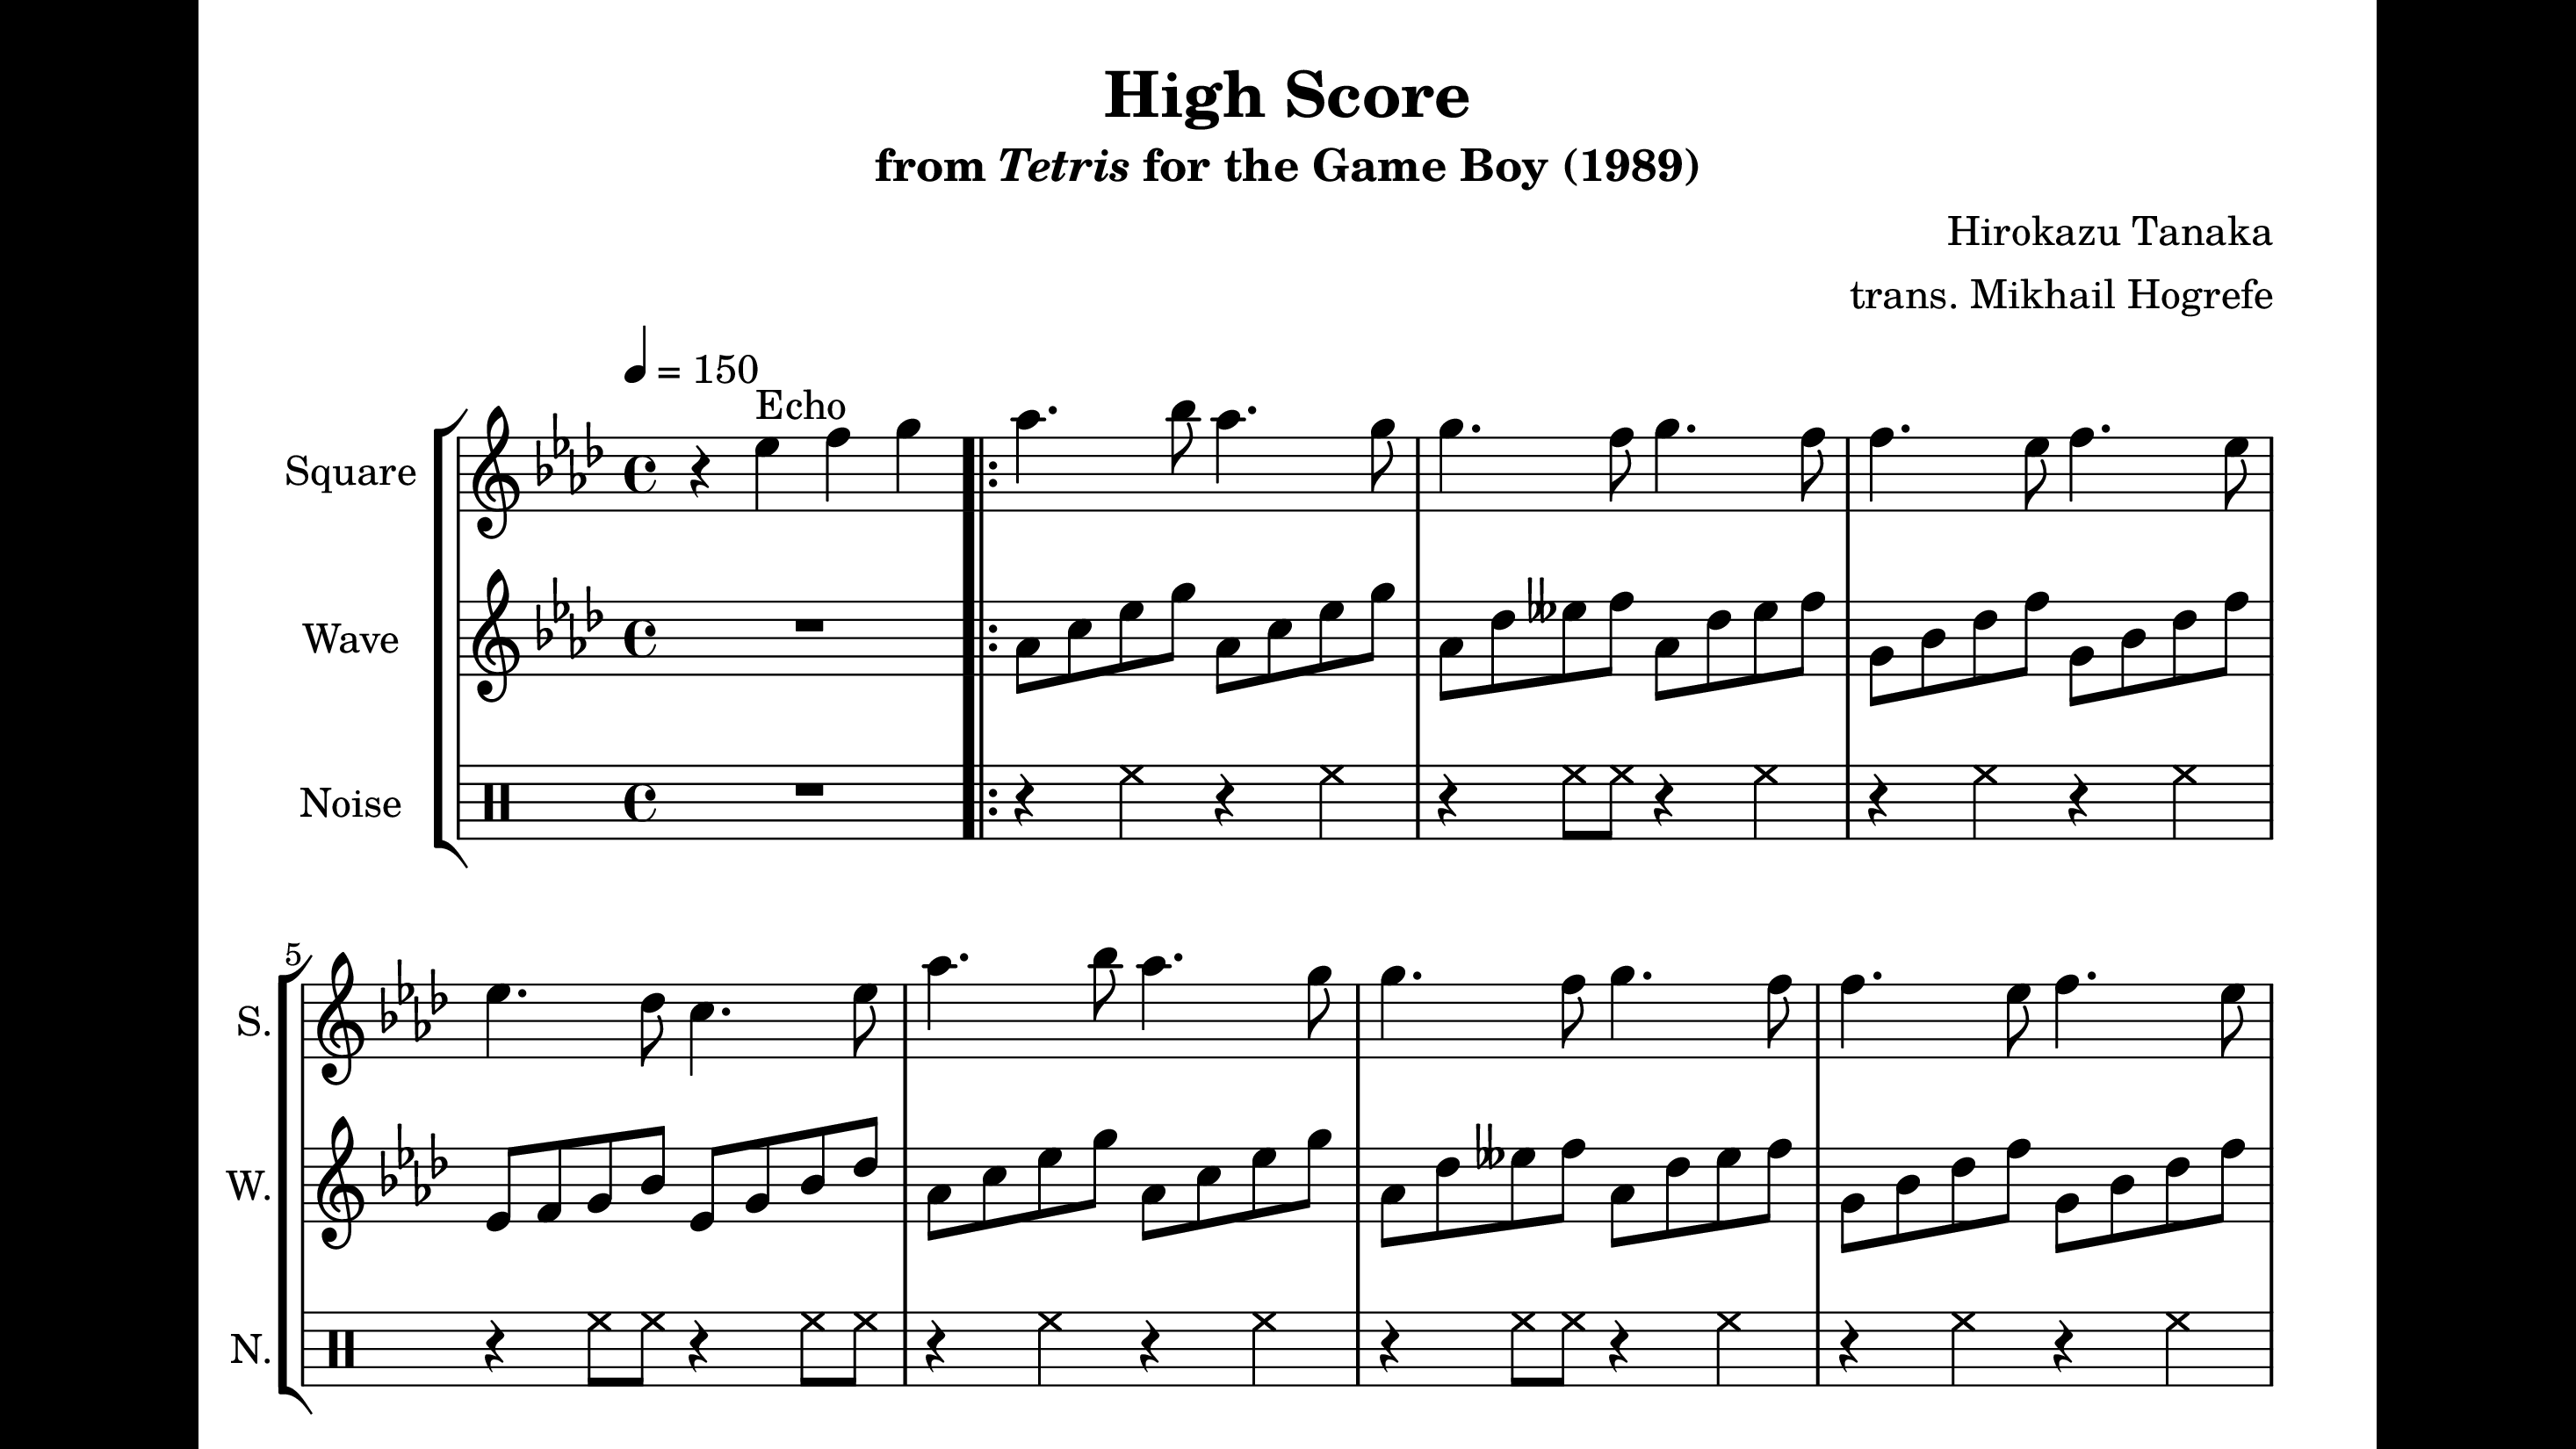 High Score
from Tetris for the Game Boy (1989)
Hirokazu Tanaka
trans. Mikhail Hogrefe
= 150
Echo
Square
Wave
Noise
5
S.
W.
N.